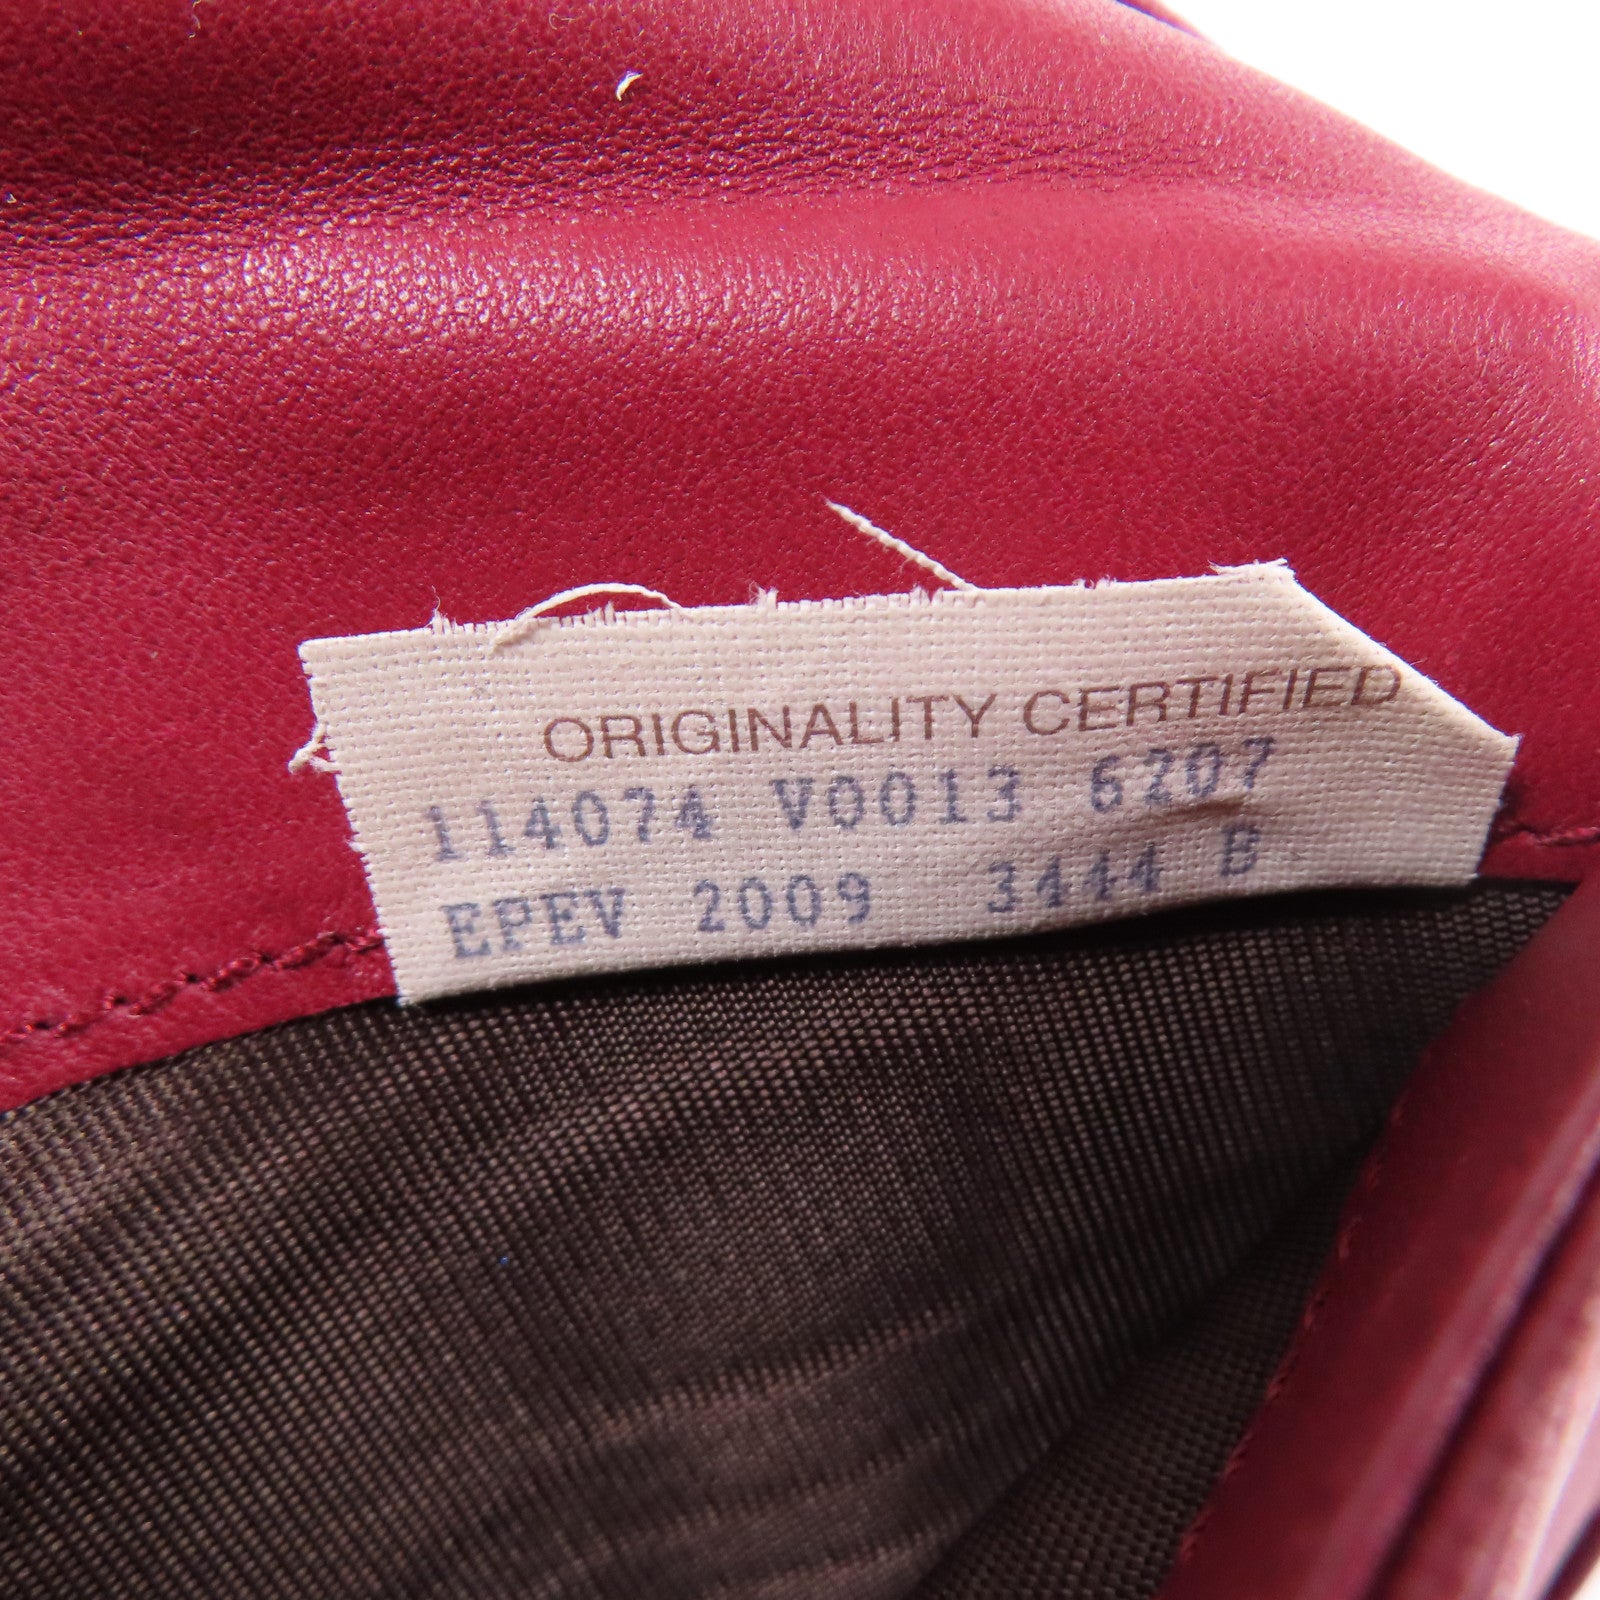 ORIGINALITY CERTIFIED
114074 V0013 6207
EPEV 2009 3444 B